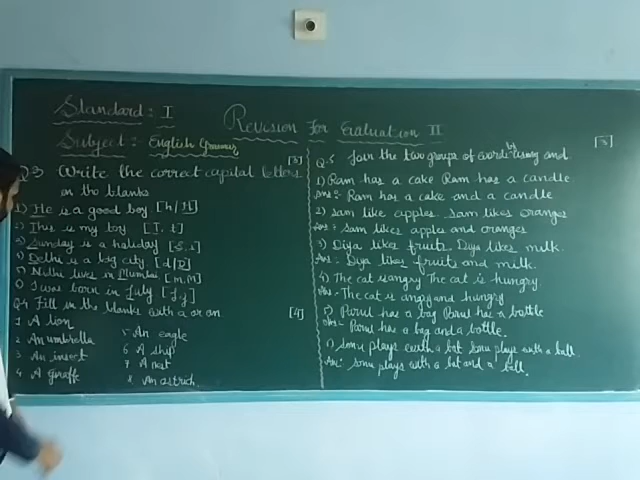 Standard: I
Revision For Evaluation II
Subject: English Grammar
Q3 Write the correct capital letters [3]
on the blanks
1) He is a good boy [h/H]
2) This is my toy [T. t]
3) Sunday is a holiday [S, s]
4) Delhi is a big city [d/D]
5) Nidhi lives in Mumbai [m, M]
6) I was born in July [J, j]
Q4 Fill in the blanks with a or an [4]
1 A lion
2 An umbrella
3 An insect
4 A giraff
5 An eagle
6 A ship
7 A nest
8 An ostrich
Q.5 Join the two groups of words by using and [3]
1) Ram has a cake Ram has a candle
Ans: Ram has a cake and a candle
2) Sam like apples. Sam likes oranges
Ans: Sam likes apples and oranges
3) Diya likes fruits. Diya likes milk.
Ans: Diya likes fruits and milk.
4) The cat is angry The cat is hungry.
Ans: The cat is angry and hungry
5) Parul has a bag Parul has a bottle
Ans: Parul has a bag and a bottle.
Sonu plays with a bat Sonu plays with a ball.
Ans: Sonu plays with a bat and a ball.